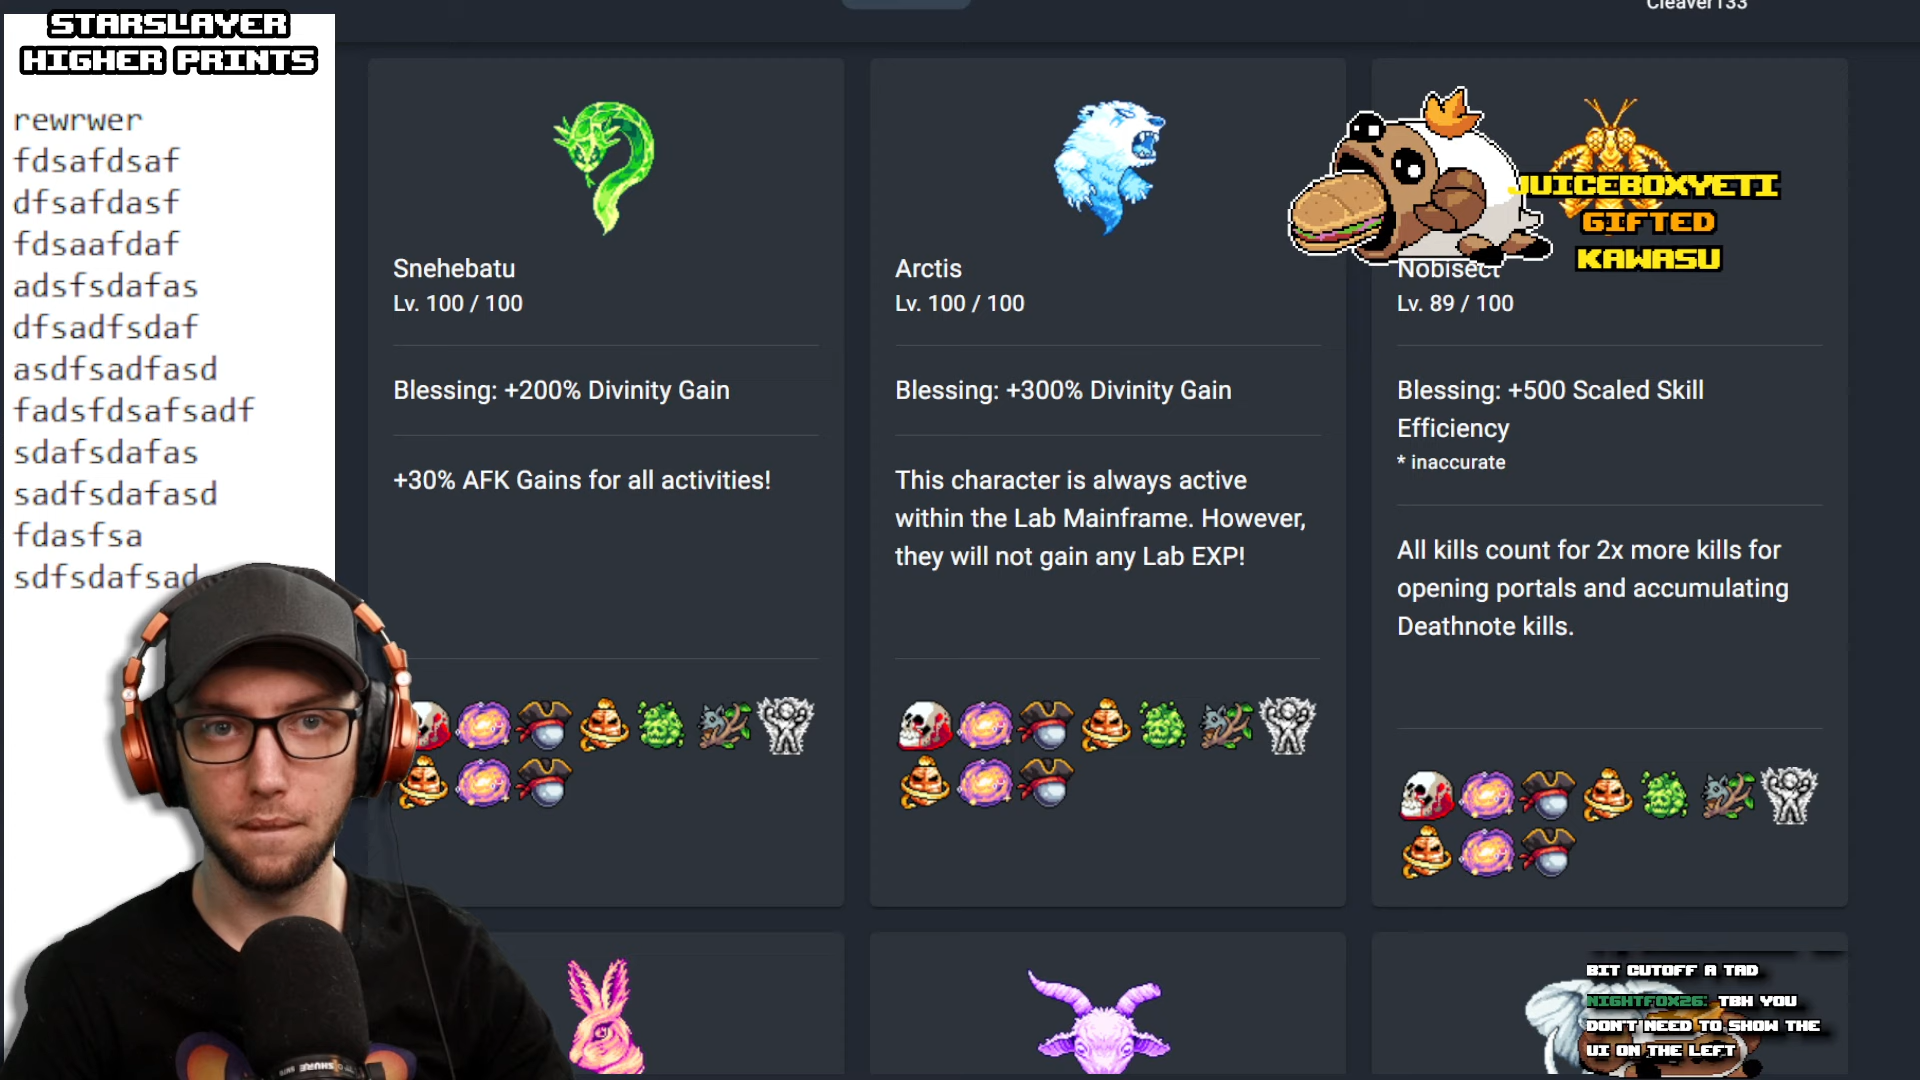 STARSLAYER
HIGHER PRINTS
rewrwer
fdsafdsaf
dfsafdasf
fdsaafdaf
adsfsdafas
dfsadfsdaf
asdfsadfasd
fadsfdsafsadf
sdafsdafas
sadfsdafasd
fdasfsa
sdfsdafsad
Cleaver133
Snehebatu
Lv. 100 / 100
Blessing: +200% Divinity Gain
+30% AFK Gains for all activities!
Arctis
Lv. 100 / 100
Blessing: +300% Divinity Gain
This character is always active
within the Lab Mainframe. However,
they will not gain any Lab EXP!
JUICEBOXYETI
GIFTED
KAWASU
Nobisect
Lv. 89 / 100
Blessing: +500 Scaled Skill
Efficiency
* inaccurate
All kills count for 2x more kills for
opening portals and accumulating
Deathnote kills.
BIT CUTOFF A TAD
NIGHTFOX26: TBH YOU
DON'T NEED TO SHOW THE
UI ON THE LEFT
SHURE